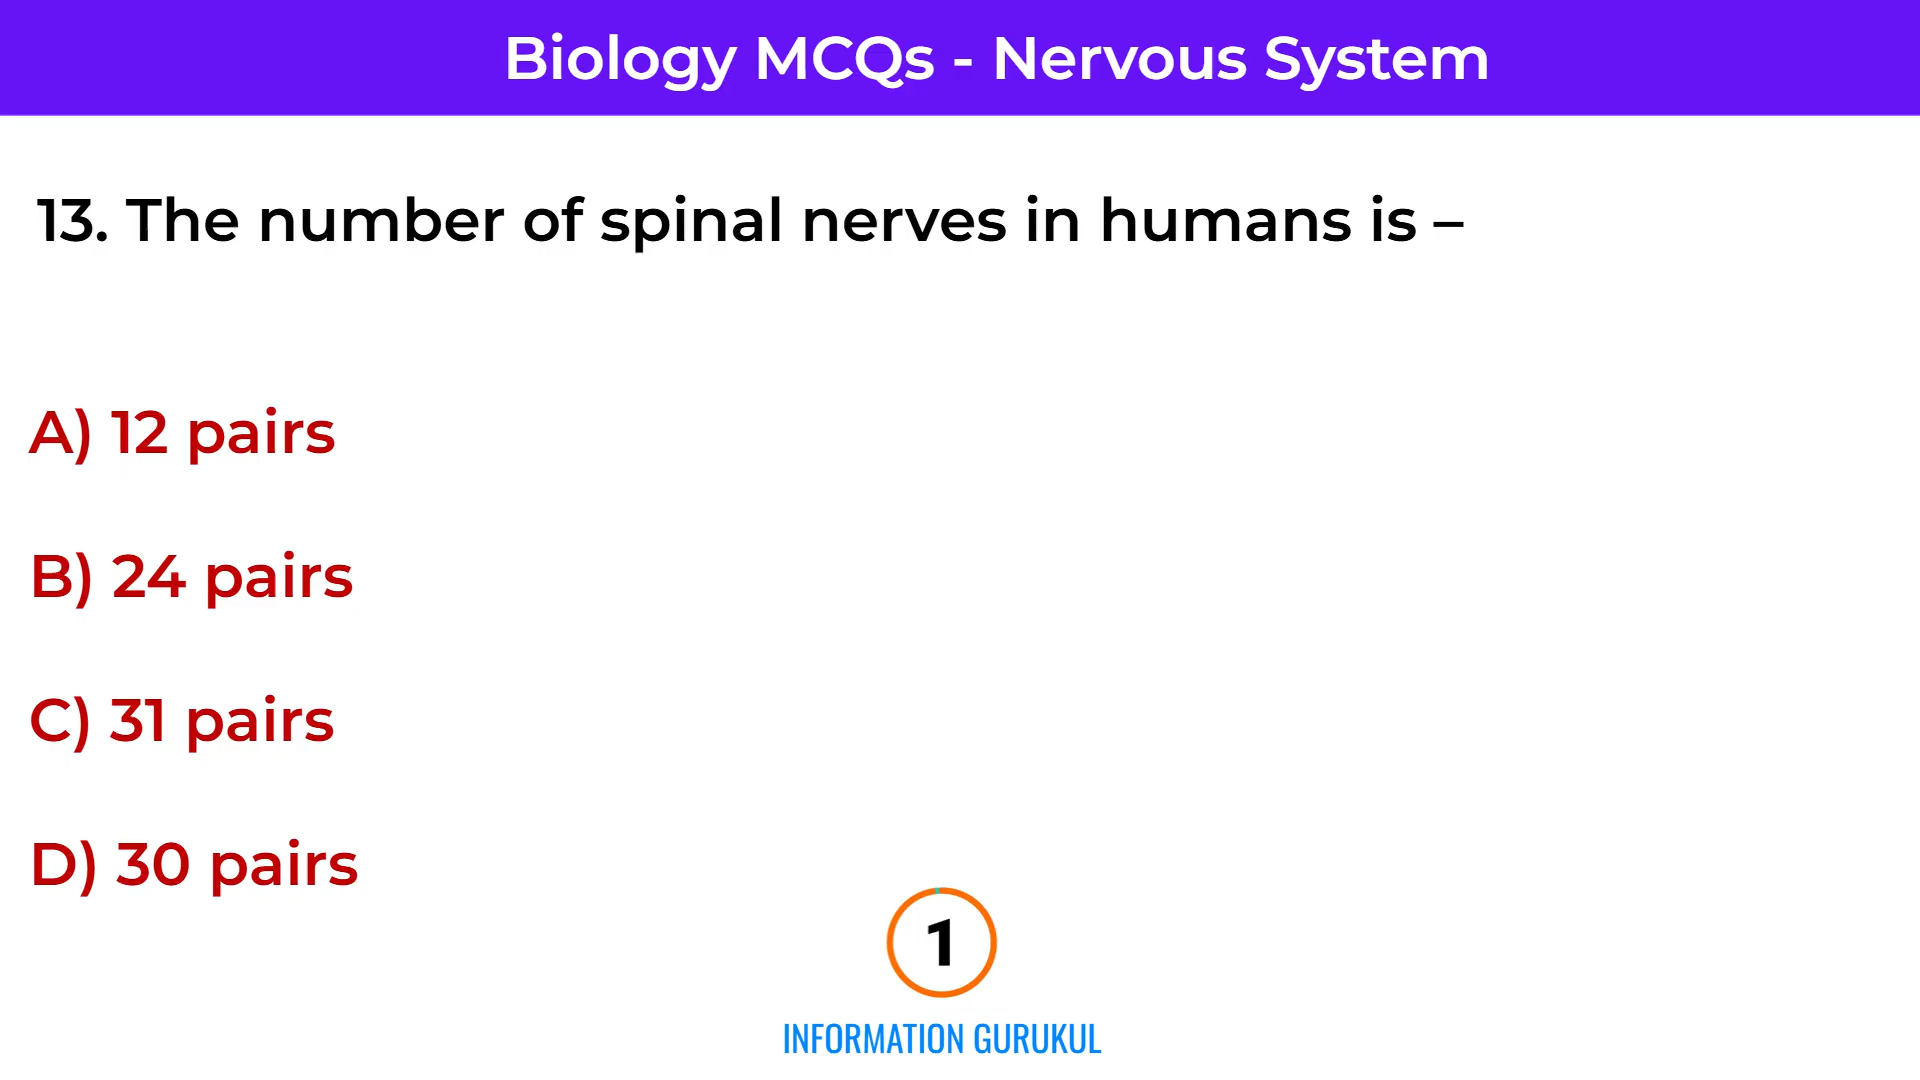 Biology MCQs - Nervous System
13. The number of spinal nerves in humans is –
A) 12 pairs
B) 24 pairs
C) 31 pairs
D) 30 pairs
1
INFORMATION GURUKUL